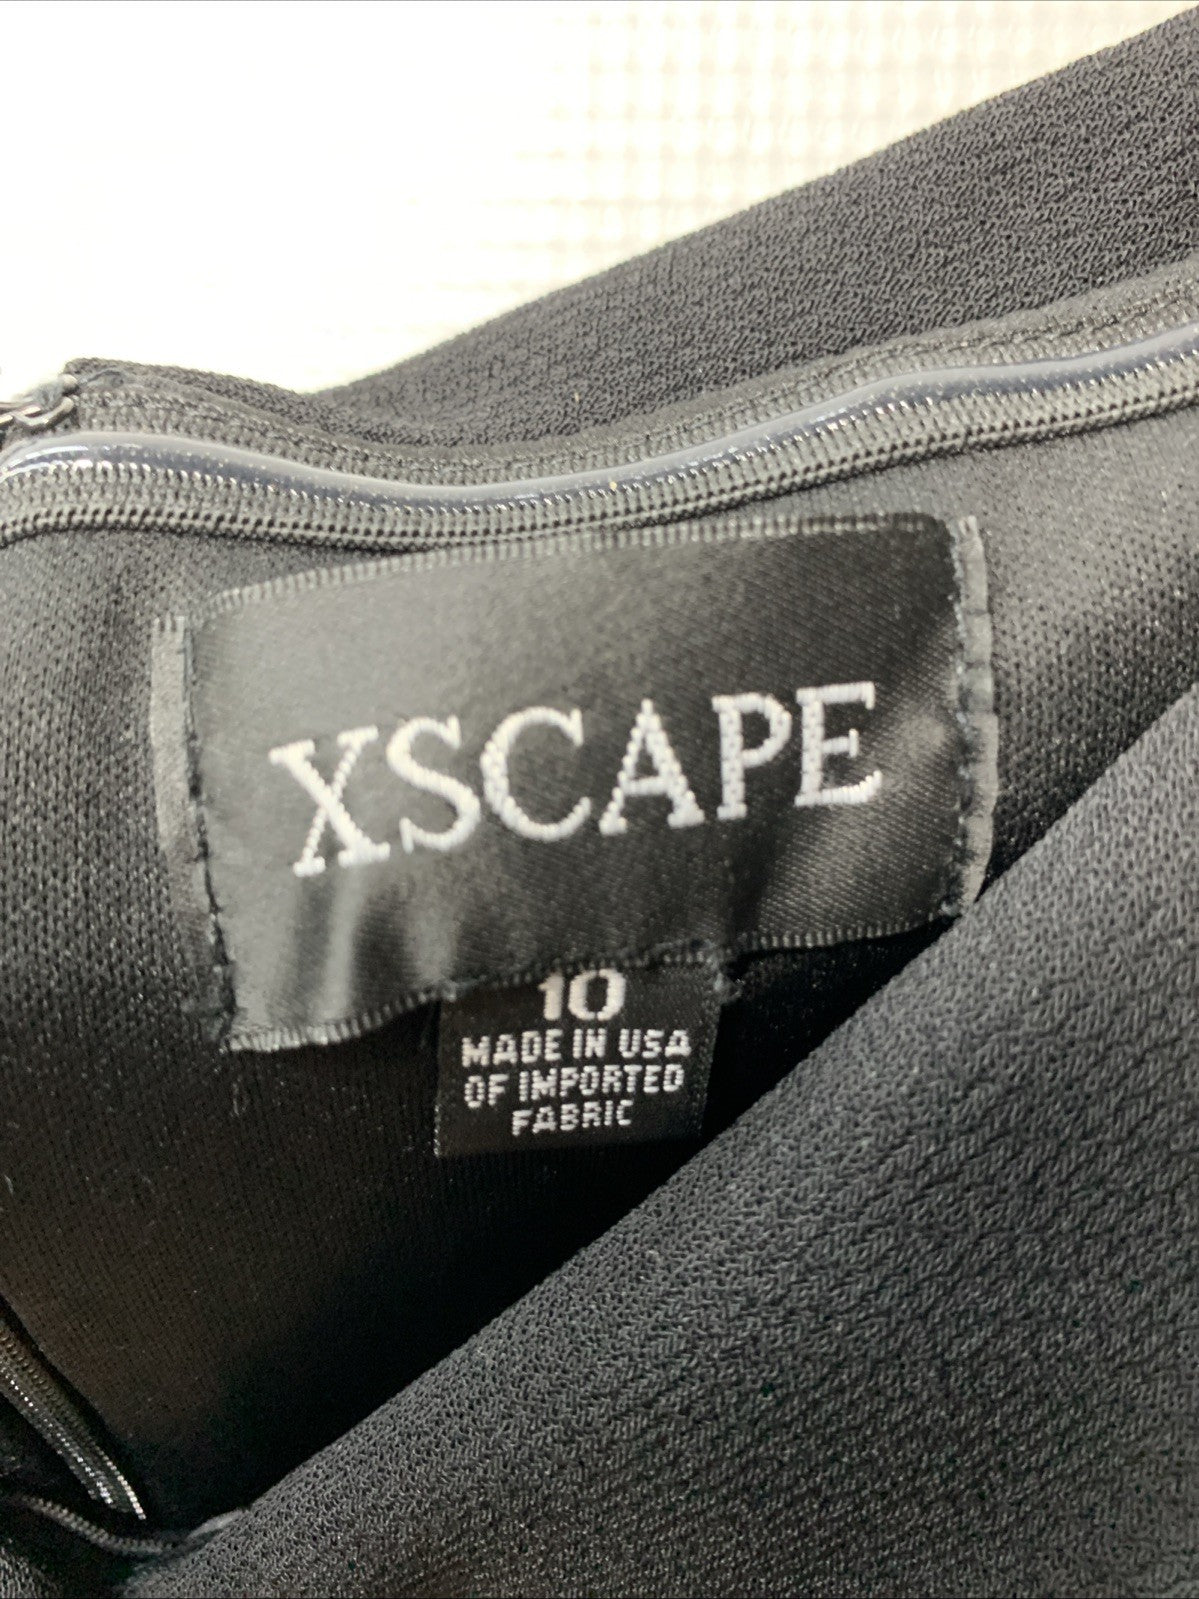 XSCAPE
10
MADE IN USA
OF IMPORTED
FABRIC